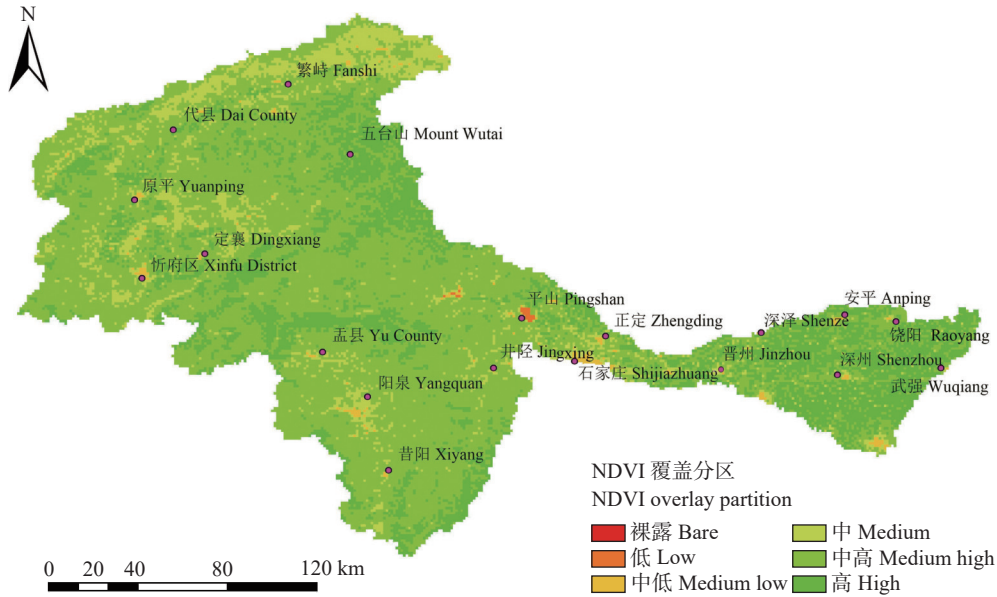 N
繁峙 Fanshi
代县 Dai County
五台山 Mount Wutai
原平 Yuanping
定襄 Dingxiang
忻府区 Xinfu District
平山 Pingshan
安平 Anping
正定 Zhengding
深泽 Shenze
饶阳 Raoyang
盂县 Yu County
井陉 Jingxing
晋州 Jinzhou
深州 Shenzhou
石家庄 Shijiazhuang
阳泉 Yangquan
武强 Wuqiang
昔阳 Xiyang
NDVI 覆盖分区
NDVI overlay partition
裸露 Bare
中 Medium
低 Low
中高 Medium high
中低 Medium low
高 High
0 20 40 80 120 km